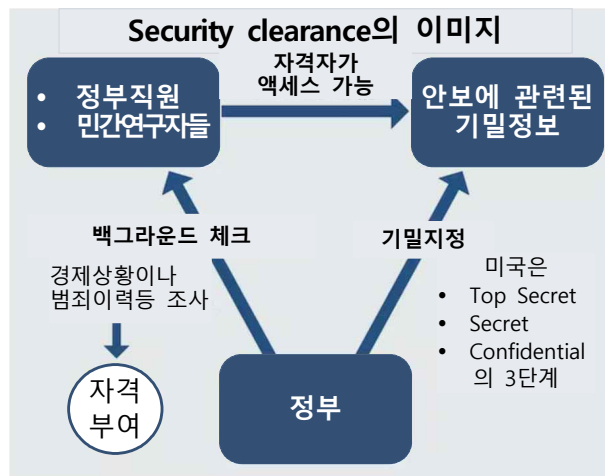 Security clearance의 이미지
• 정부직원
• 민간연구자들
자격자가
액세스 가능
안보에 관련된
기밀정보
백그라운드 체크
기밀지정
경제상황이나
범죄이력등 조사
미국은
• Top Secret
• Secret
• Confidential
의 3단계
자격
부여
정부